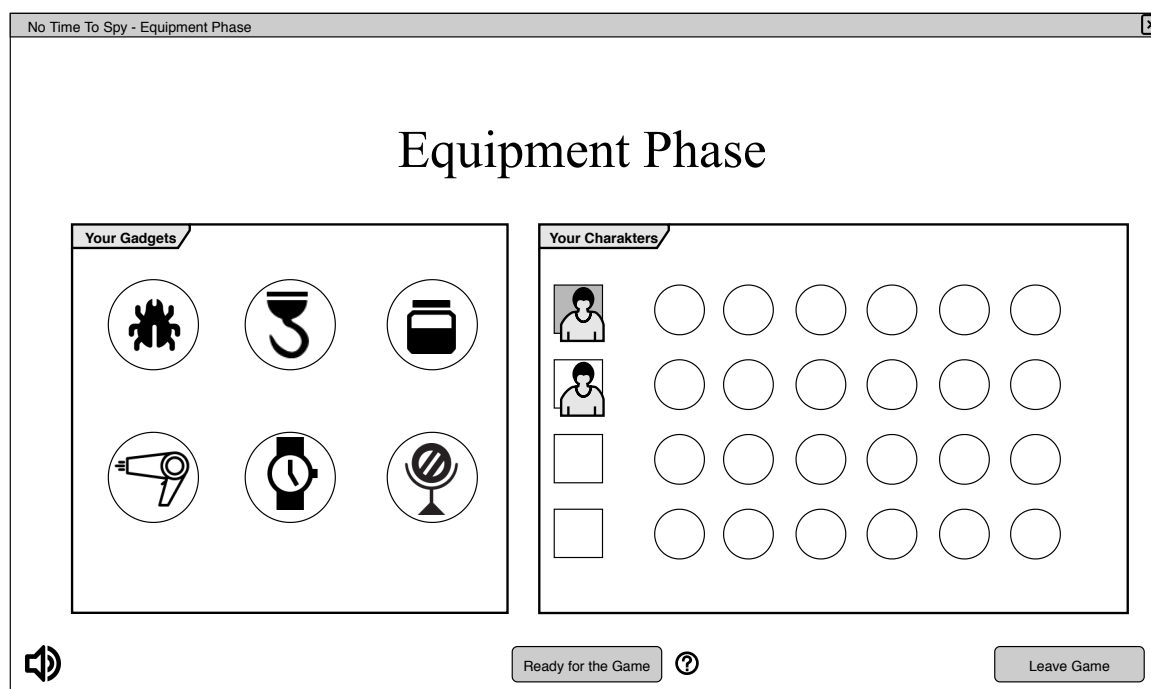 No Time To Spy - Equipment Phase
Equipment Phase
Your Gadgets
Your Charakters
Ready for the Game
Leave Game